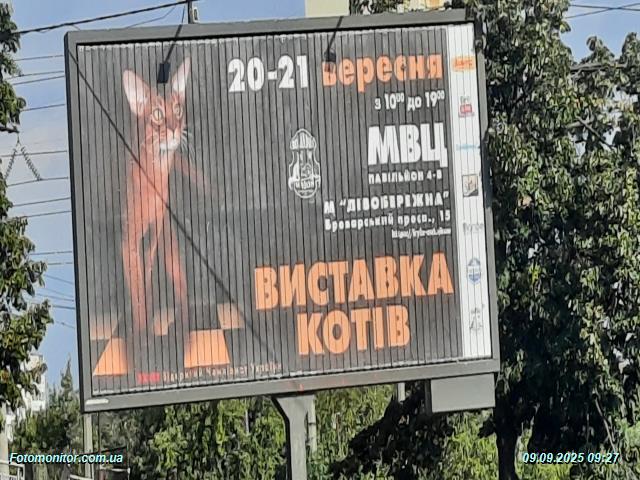 20-21 вересня
з 10⁰⁰ до 19⁰⁰
МВЦ
ПАВІЛЬЙОН 4-В
М "ЛІВОБЕРЕЖНА"
Броварський просп., 15
ВИСТАВКА
КОТІВ
Fotomonitor.com.ua
09.09.2025 09:27